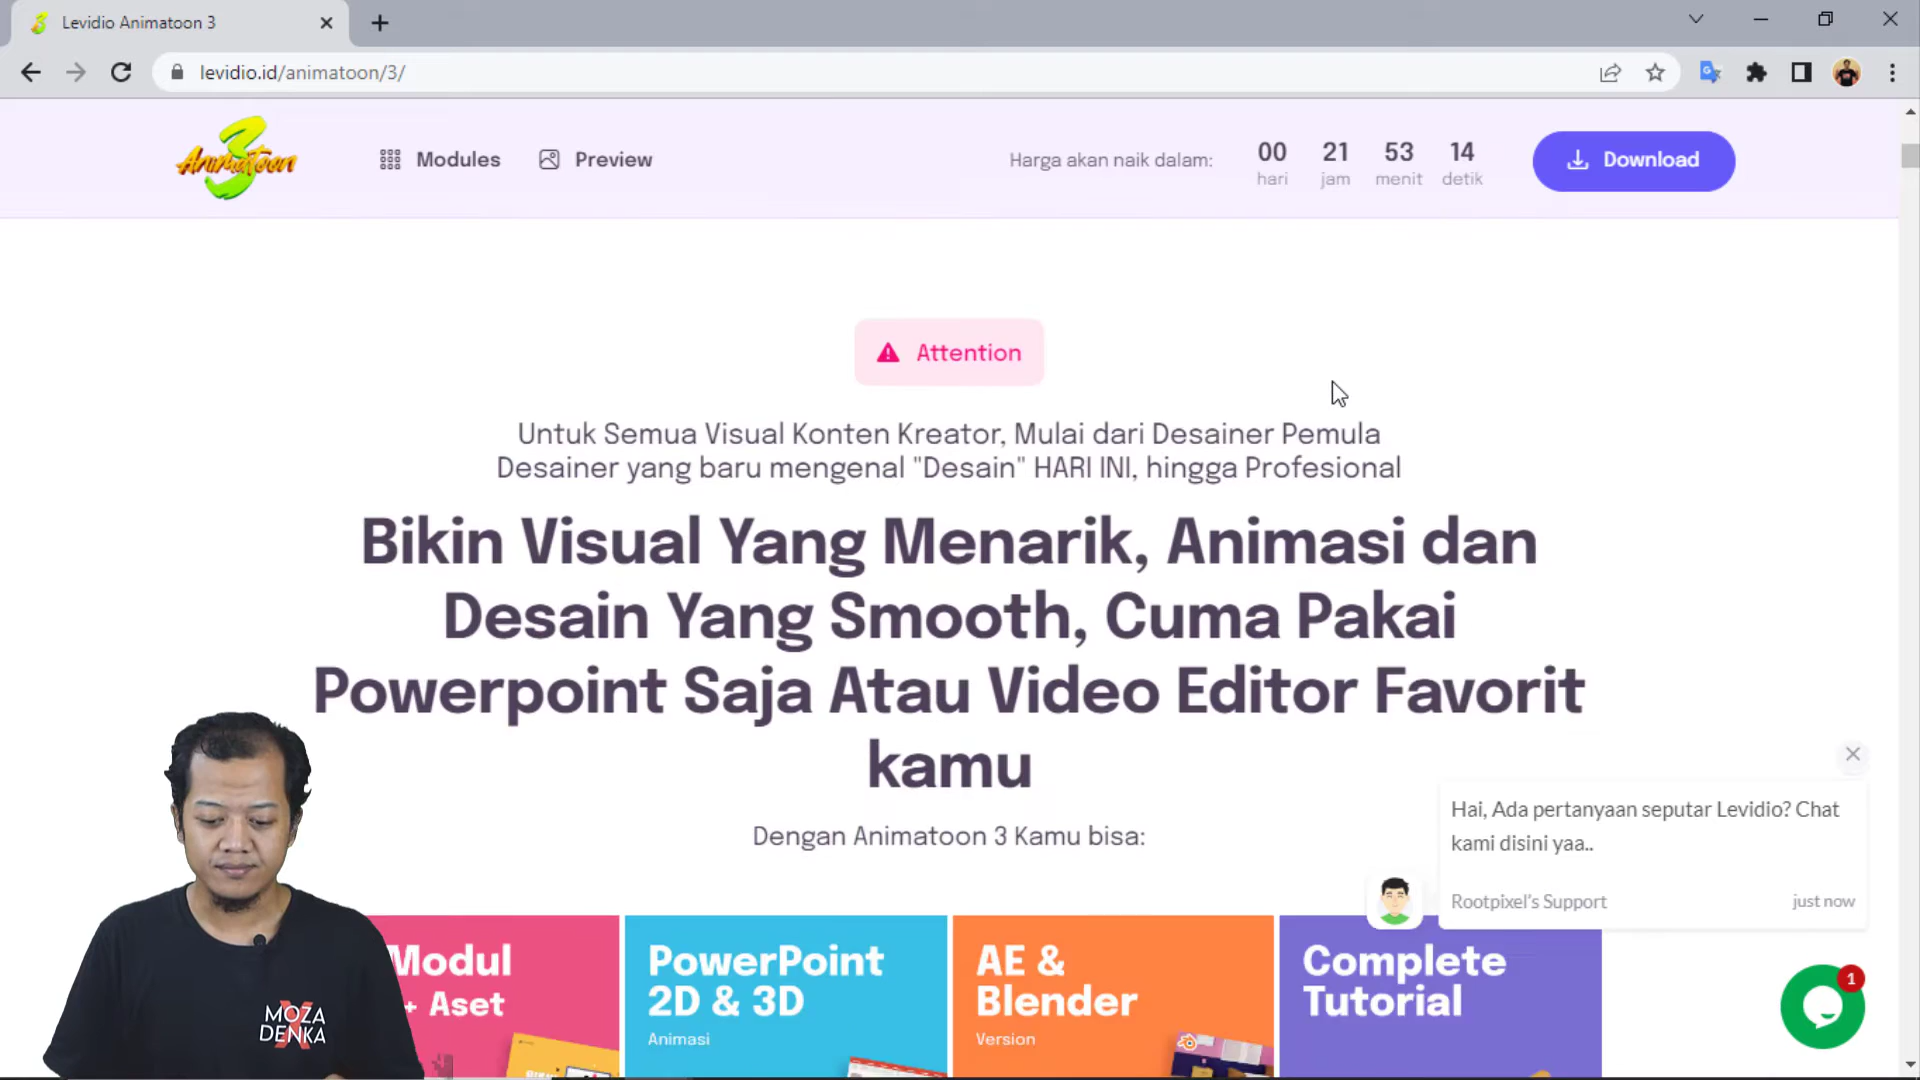 Levidio Animatoon 3
levidio.id/animatoon/3/
3
Animatoon
Modules
Preview
Harga akan naik dalam:
00
21
53
14
hari
jam
menit
detik
Download
Attention
Untuk Semua Visual Konten Kreator, Mulai dari Desainer Pemula
Desainer yang baru mengenal "Desain" HARI INI, hingga Profesional
Bikin Visual Yang Menarik, Animasi dan
Desain Yang Smooth, Cuma Pakai
Powerpoint Saja Atau Video Editor Favorit
kamu
Dengan Animatoon 3 Kamu bisa:
Hai, Ada pertanyaan seputar Levidio? Chat
kami disini yaa..
Rootpixel's Support
just now
1
Modul
+ Aset
PowerPoint
2D & 3D
Animasi
AE &
Blender
Version
Complete
Tutorial
MOZA
DENKA